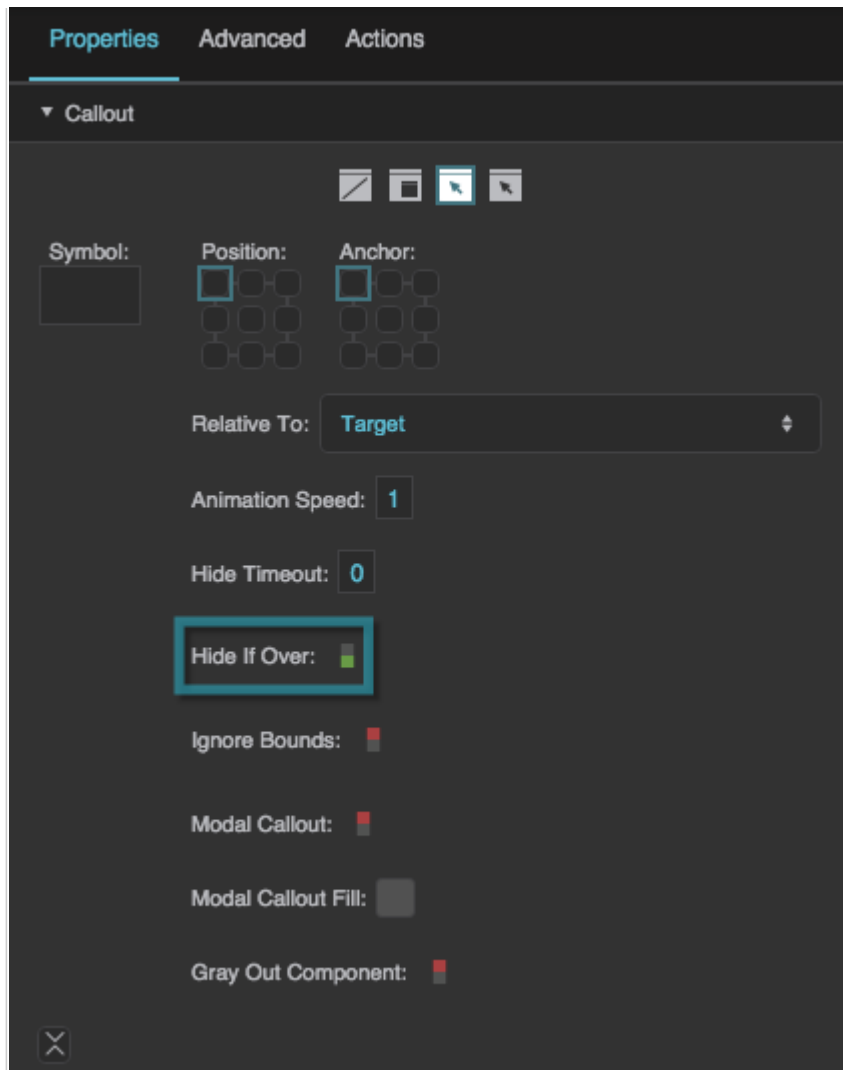 Properties Advanced Actions
Callout
Symbol: Position: Anchor:
Relative To: Target
Animation Speed: 1
Hide Timeout: 0
Hide If Over:
Ignore Bounds:
Modal Callout:
Modal Callout Fill:
Gray Out Component: